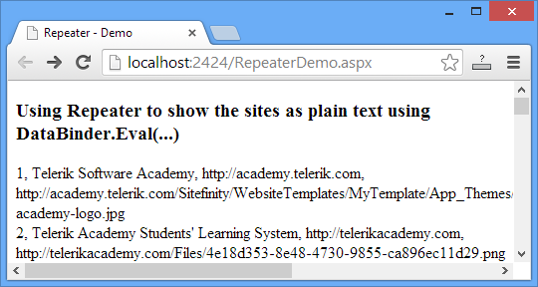 Repeater - Demo
localhost:2424/RepeaterDemo.aspx
Using Repeater to show the sites as plain text using
DataBinder.Eval(...)
1, Telerik Software Academy, http://academy.telerik.com,
http://academy.telerik.com/Sitefinity/WebsiteTemplates/MyTemplate/App_Themes/
academy-logo.jpg
2, Telerik Academy Students' Learning System, http://telerikacademy.com,
http://telerikacademy.com/Files/4e18d353-8e48-4730-9855-ca896ec11d29.png